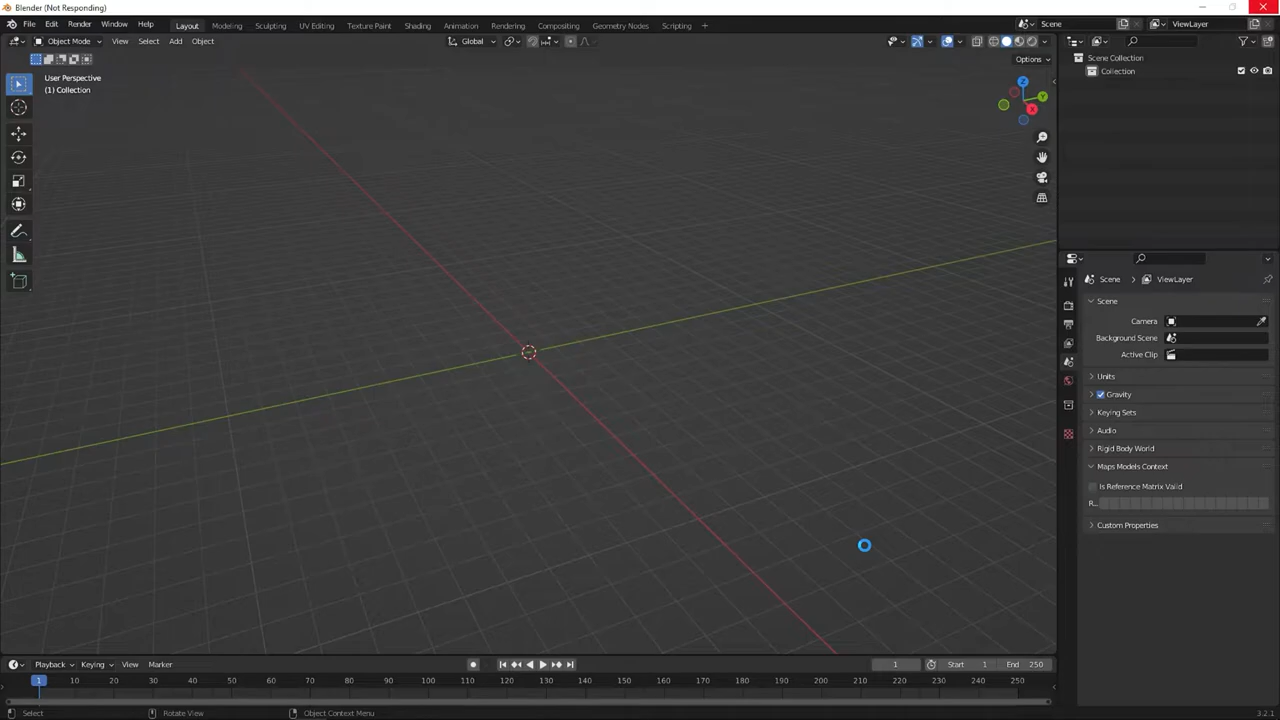 Blender (Not Responding)
File Edit Render Window Help Layout Modeling Sculpting UV Editing Texture Paint Shading Animation Rendering Compositing Geometry Nodes Scripting + Scene ViewLayer
Object Mode View Select Add Object Global
Options
User Perspective
(1) Collection
Z
Y
X
Scene Collection
Collection
Scene ViewLayer
Scene
Camera
Background Scene
Active Clip
Units
Gravity
Keying Sets
Audio
Rigid Body World
Maps Models Context
Is Reference Matrix Valid
R...
Custom Properties
Playback Keying View Marker 1 Start 1 End 250
1 10 20 30 40 50 60 70 80 90 100 110 120 130 140 150 160 170 180 190 200 210 220 230 240 250
Select Rotate View Object Context Menu 3.2.1